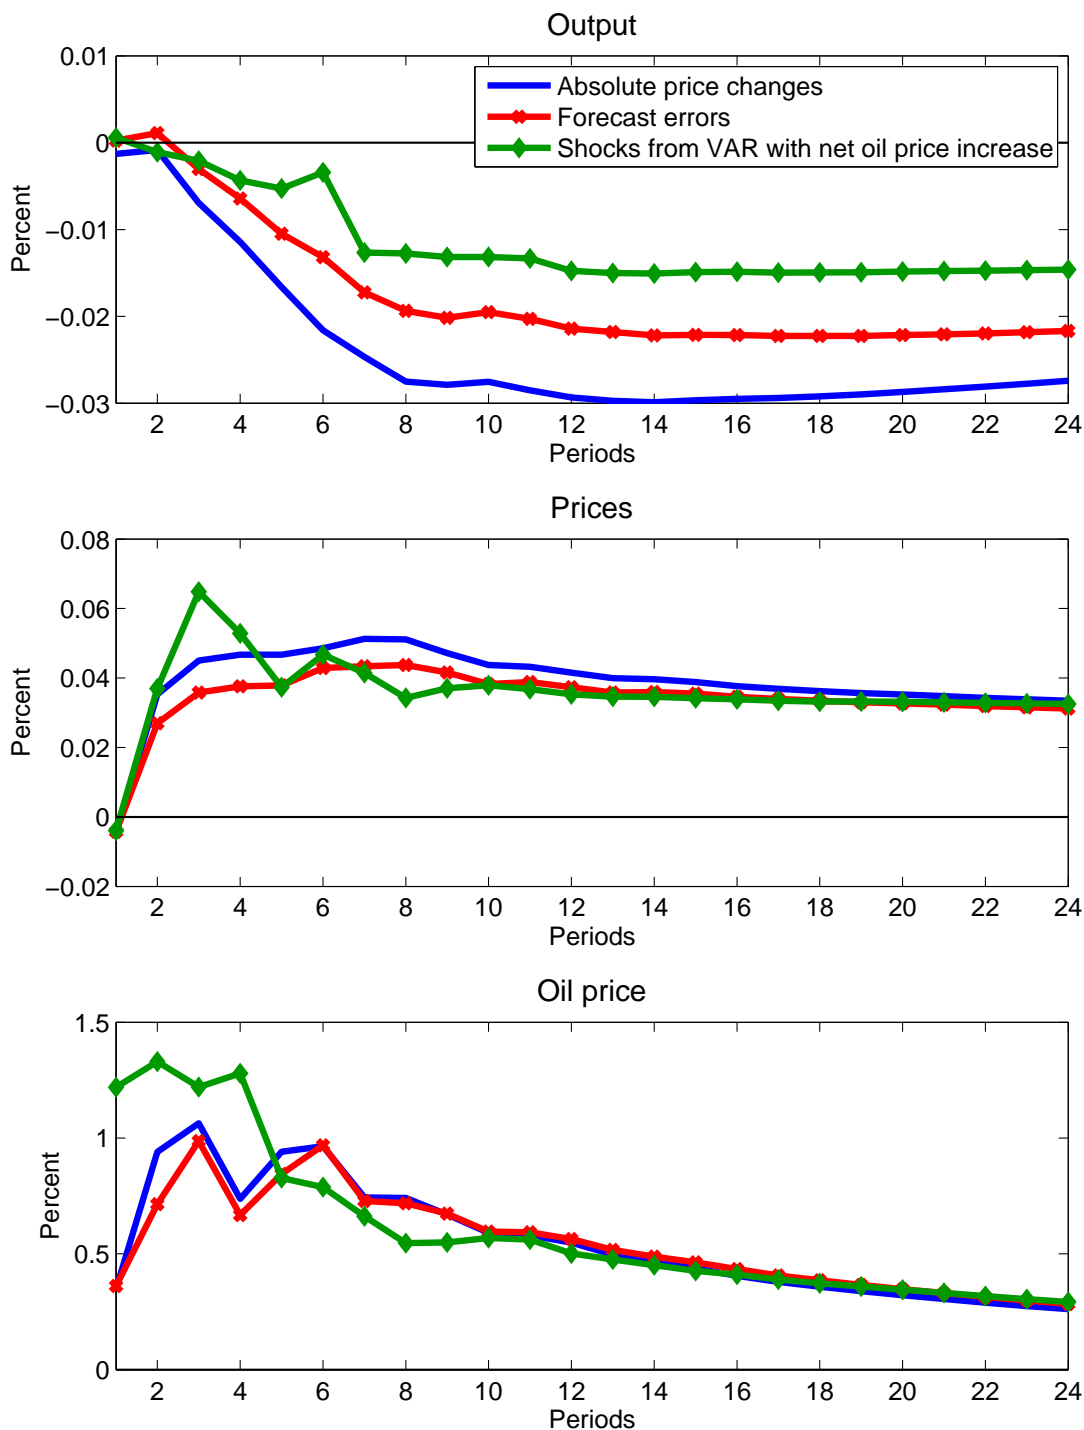 Output
0.01
0
−0.01
−0.02
−0.03
Percent
Absolute price changes
Forecast errors
Shocks from VAR with net oil price increase
2 4 6 8 10 12 14 16 18 20 22 24
Periods
Prices
0.08
0.06
0.04
0.02
0
−0.02
Percent
2 4 6 8 10 12 14 16 18 20 22 24
Periods
Oil price
1.5
1
0.5
0
Percent
2 4 6 8 10 12 14 16 18 20 22 24
Periods